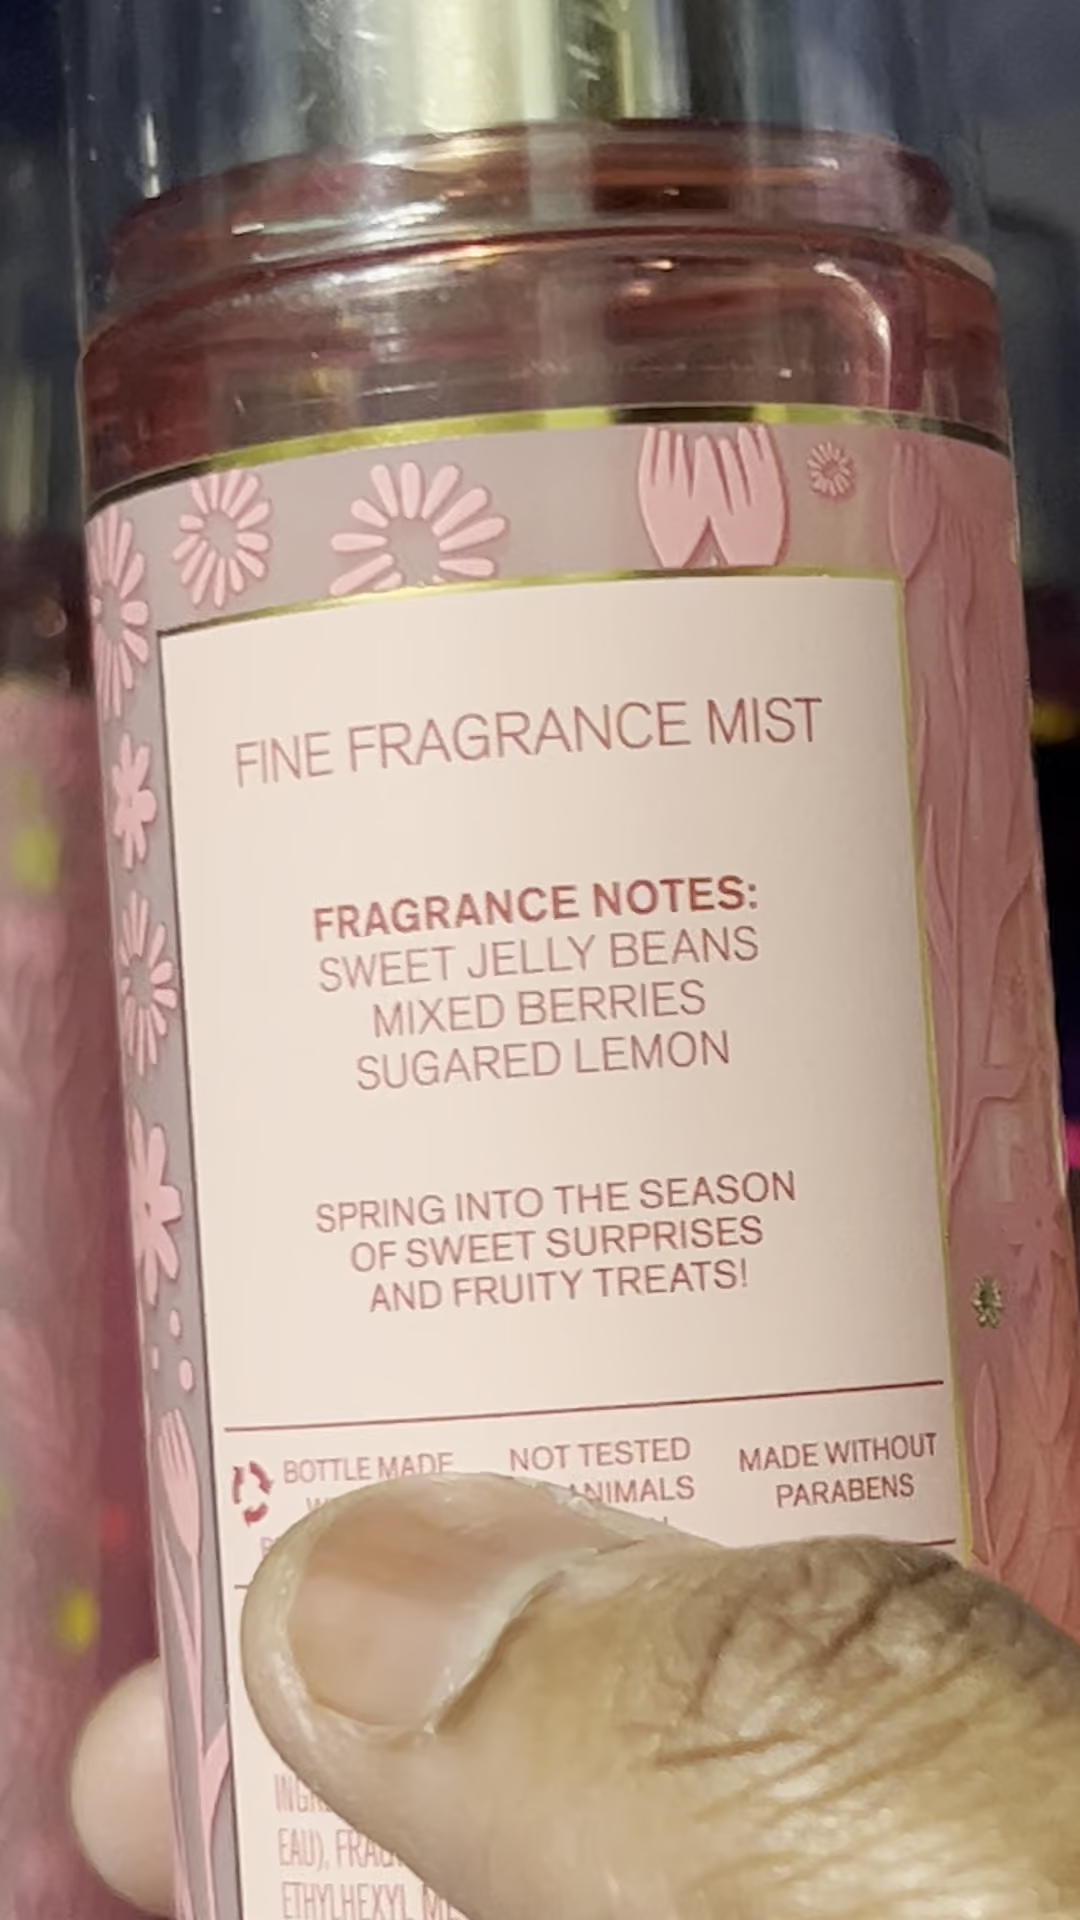 FINE FRAGRANCE MIST
FRAGRANCE NOTES:
SWEET JELLY BEANS
MIXED BERRIES
SUGARED LEMON
SPRING INTO THE SEASON
OF SWEET SURPRISES
AND FRUITY TREATS!
BOTTLE MADE
NOT TESTED
ANIMALS
MADE WITHOUT
PARABENS
EAU),
ETHYLHEXYL